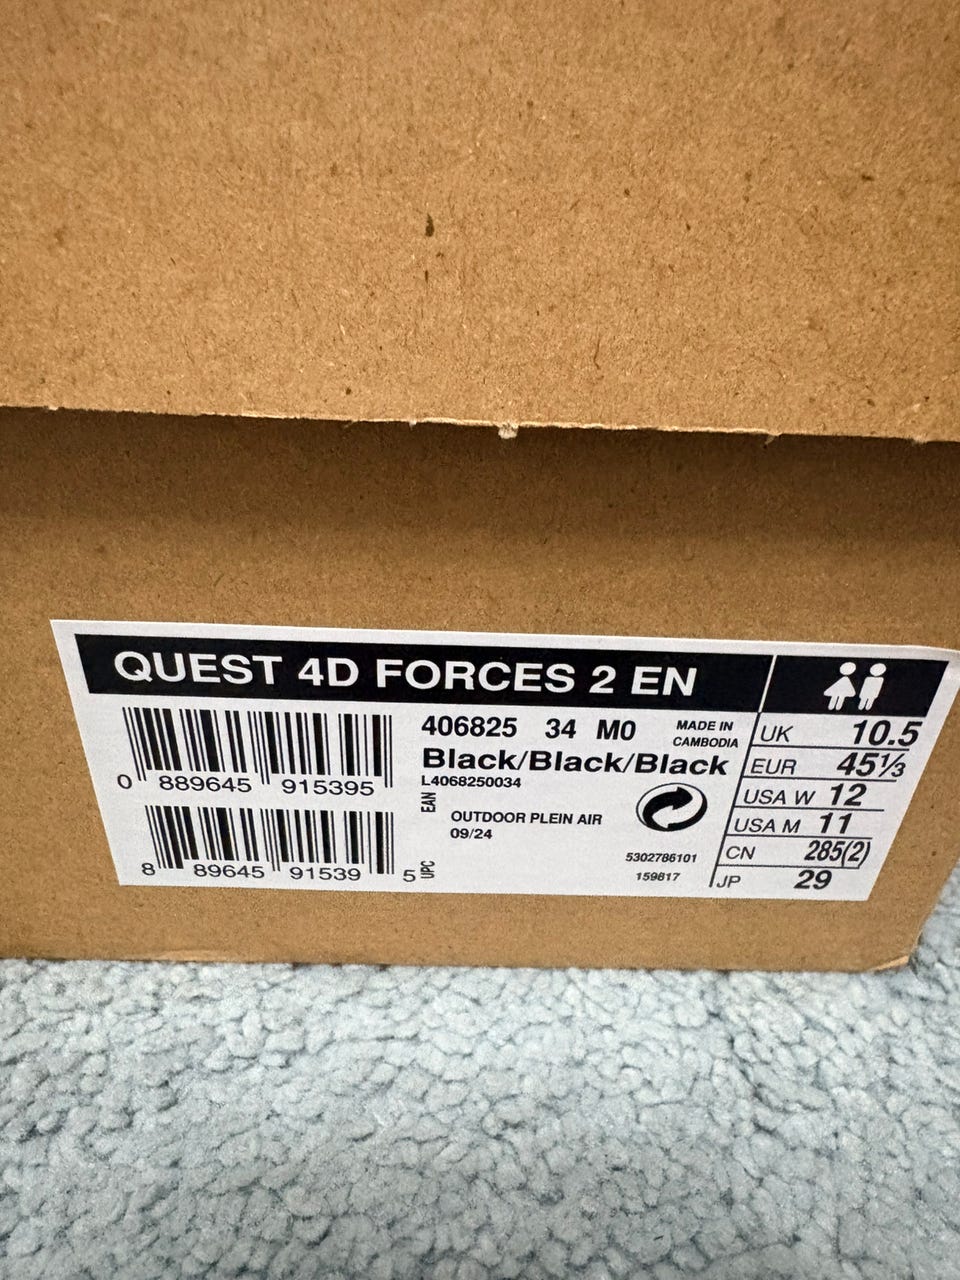 QUEST 4D FORCES 2 EN
0 889645 915395
8 89645 91539 5
EAN
UPC
406825 34 M0
MADE IN
CAMBODIA
Black/Black/Black
L4068250034
OUTDOOR PLEIN AIR
09/24
5302786101
159817
UK 10.5
EUR 45⅓
USA W 12
USA M 11
CN 285(2)
JP 29